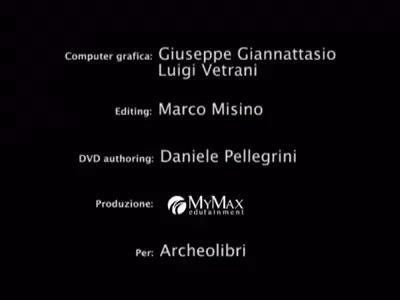 Computer grafica: Giuseppe Giannattasio
Luigi Vetrani
Editing: Marco Misino
DVD authoring: Daniele Pellegrini
Produzione: MYMAX
edutainment
Per: Archeolibri